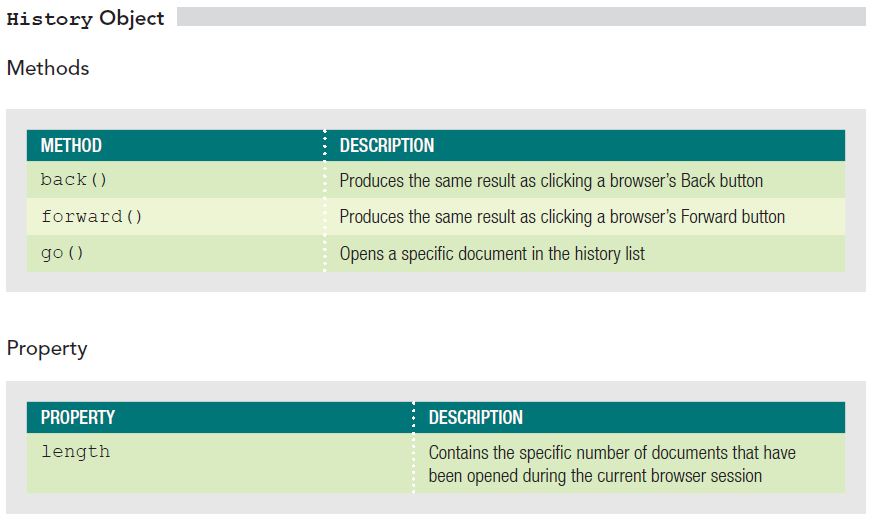 History Object
Methods
METHOD DESCRIPTION
back() Produces the same result as clicking a browser's Back button
forward() Produces the same result as clicking a browser's Forward button
go() Opens a specific document in the history list
Property
PROPERTY DESCRIPTION
length Contains the specific number of documents that have
been opened during the current browser session